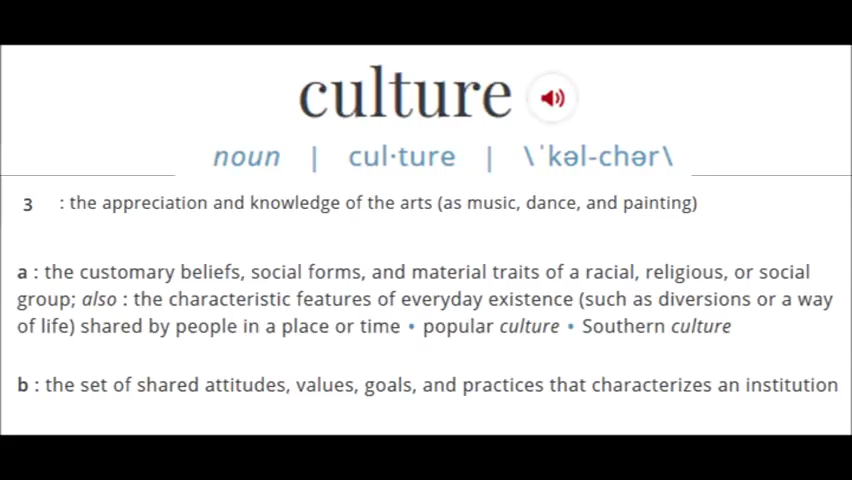 culture
noun | cul·ture | \ ˈkəl-chər\
3 : the appreciation and knowledge of the arts (as music, dance, and painting)
a : the customary beliefs, social forms, and material traits of a racial, religious, or social
group; also : the characteristic features of everyday existence (such as diversions or a way
of life) shared by people in a place or time • popular culture • Southern culture
b : the set of shared attitudes, values, goals, and practices that characterizes an institution